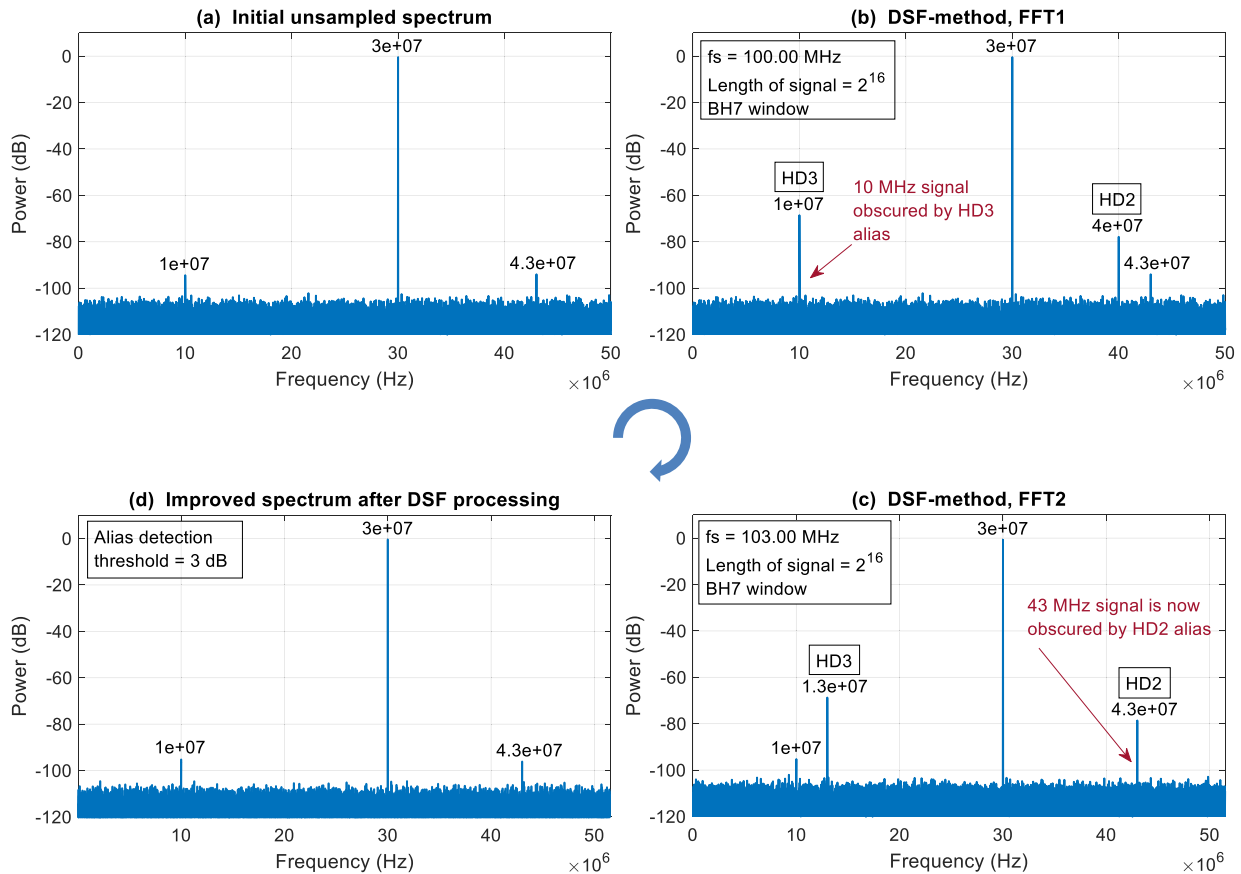 (a) Initial unsampled spectrum
3e+07
1e+07
4.3e+07
0
-20
-40
-60
-80
-100
-120
Power (dB)
0
10
20
30
40
50
Frequency (Hz)
×10^6
(b) DSF-method, FFT1
3e+07
fs = 100.00 MHz
Length of signal = 2^16
BH7 window
HD3
1e+07
10 MHz signal
obscured by HD3
alias
HD2
4e+07
4.3e+07
0
-20
-40
-60
-80
-100
-120
Power (dB)
0
10
20
30
40
50
Frequency (Hz)
×10^6
(d) Improved spectrum after DSF processing
3e+07
Alias detection
threshold = 3 dB
1e+07
4.3e+07
0
-20
-40
-60
-80
-100
-120
Power (dB)
10
20
30
40
50
Frequency (Hz)
×10^6
(c) DSF-method, FFT2
3e+07
fs = 103.00 MHz
Length of signal = 2^16
BH7 window
43 MHz signal is now
obscured by HD2 alias
HD3
1.3e+07
HD2
4.3e+07
1e+07
0
-20
-40
-60
-80
-100
-120
Power (dB)
0
10
20
30
40
50
Frequency (Hz)
×10^6